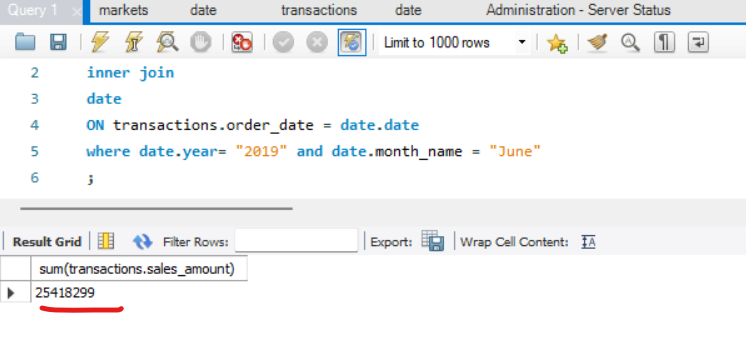 Query 1 markets date transactions date Administration - Server Status
Limit to 1000 rows
2 inner join
3 date
4 ON transactions.order_date = date.date
5 where date.year= "2019" and date.month_name = "June"
6 ;
Result Grid Filter Rows: Export: Wrap Cell Content: IA
sum(transactions.sales_amount)
25418299